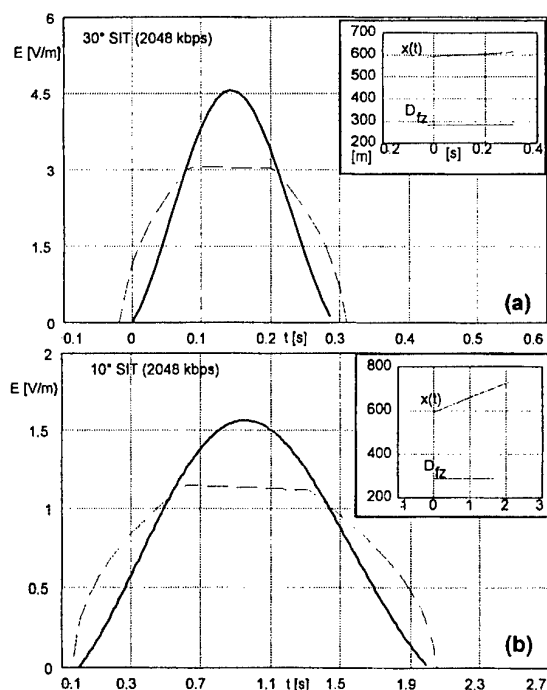 6
E [V/m]
4.5
3
1.5
0
30° SIT (2048 kbps)
700
600
500
400
300
200
[m]
x(t)
D fz
0.2 0 0.2 0.4
[s]
(a)
0.1 0 0.1 0.2 t [s] 0.3 0.4 0.5 0.6
2
E [V/m]
1.5
1
0.5
0
10° SIT (2048 kbps)
800
600
400
200
x(t)
D fz
1 0 1 2 3
(b)
0.1 0.3 0.7 t [s] 1.1 1.5 1.9 2.3 2.7